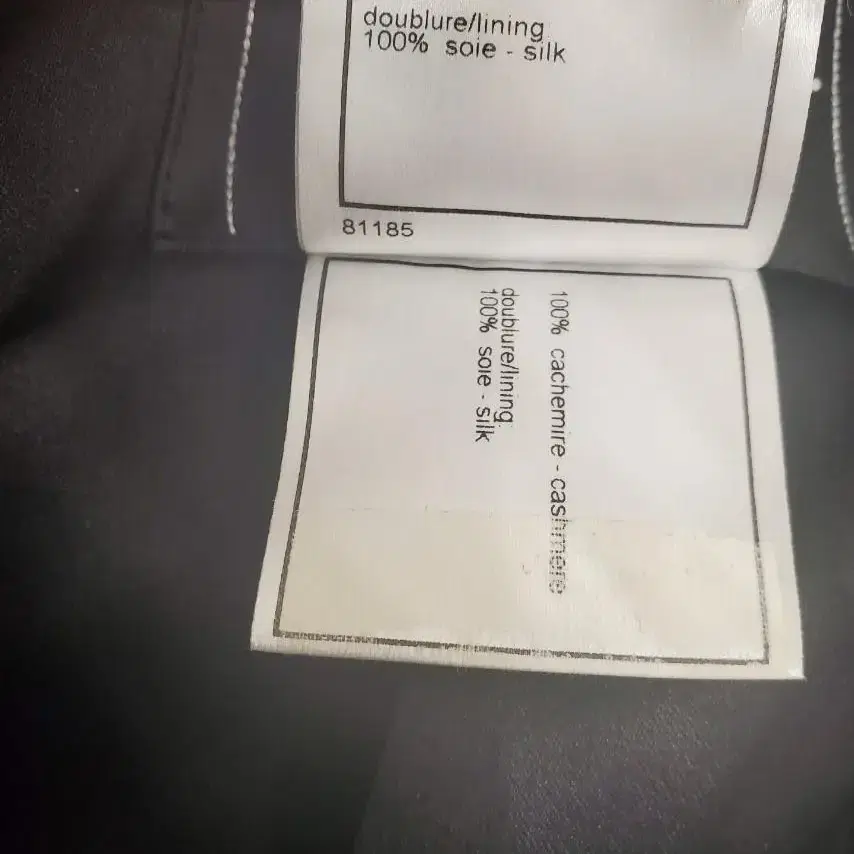 doublure/lining
100% soie - silk
81185
100% cachemire - cashmere
doublure/lining
100% soie - silk